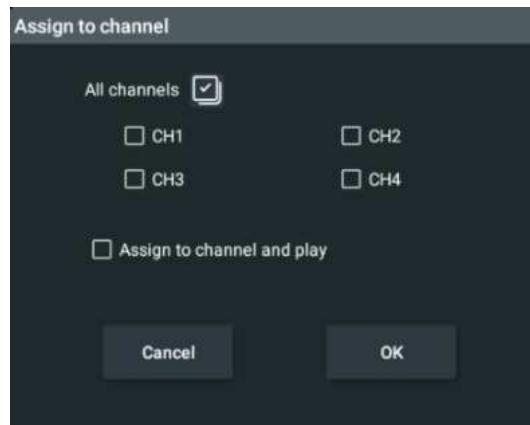 Assign to channel
All channels
CH1 CH2
CH3 CH4
Assign to channel and play
Cancel OK